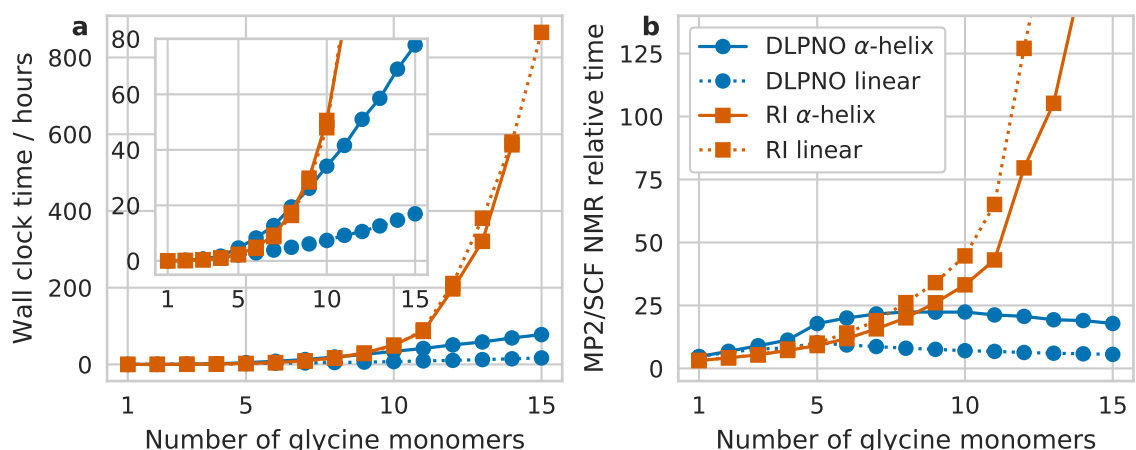 a
Wall clock time / hours
800
600
400
200
0
80
60
40
20
0
1
5
10
15
1
5
10
15
Number of glycine monomers
b
MP2/SCF NMR relative time
125
100
75
50
25
0
DLPNO α-helix
DLPNO linear
RI α-helix
RI linear
1
5
10
15
Number of glycine monomers